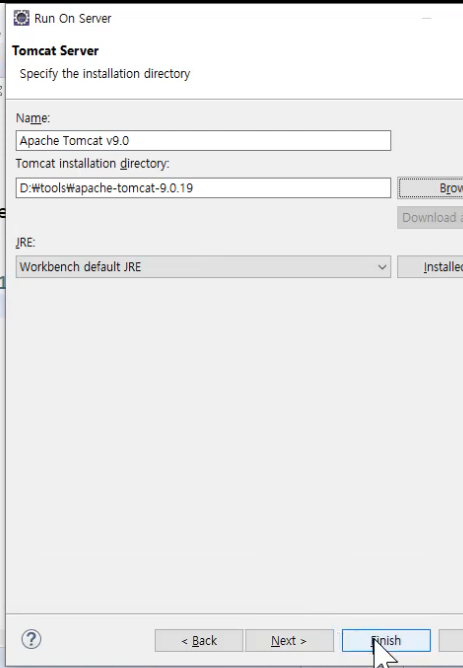 Run On Server
Tomcat Server
Specify the installation directory
Name:
Apache Tomcat v9.0
Tomcat installation directory:
D:₩tools₩apache-tomcat-9.0.19
Brow
Download a
JRE:
Workbench default JRE
Installed
< Back
Next >
Finish